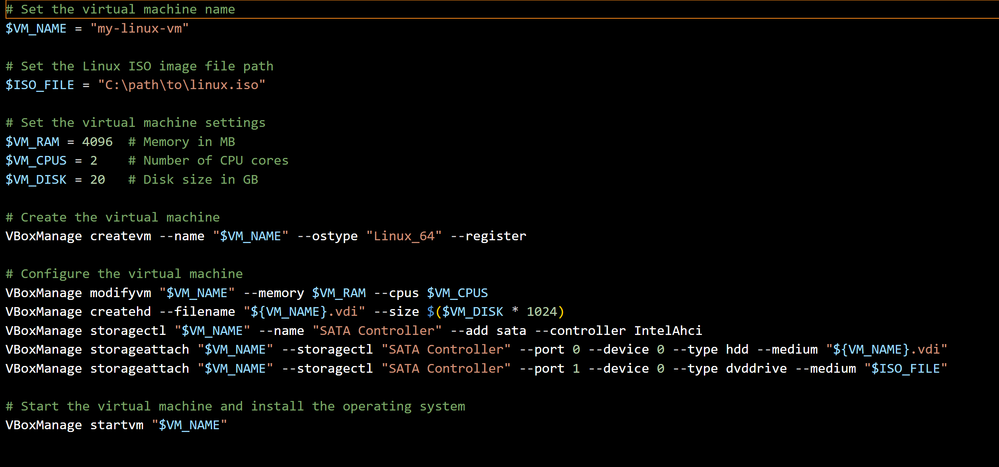 # Set the virtual machine name
$VM_NAME = "my-linux-vm"
# Set the Linux ISO image file path
$ISO_FILE = "C:\path\to\linux.iso"
# Set the virtual machine settings
$VM_RAM = 4096  # Memory in MB
$VM_CPUS = 2    # Number of CPU cores
$VM_DISK = 20   # Disk size in GB
# Create the virtual machine
VBoxManage createvm --name "$VM_NAME" --ostype "Linux_64" --register
# Configure the virtual machine
VBoxManage modifyvm "$VM_NAME" --memory $VM_RAM --cpus $VM_CPUS
VBoxManage createhd --filename "${VM_NAME}.vdi" --size $($VM_DISK * 1024)
VBoxManage storagectl "$VM_NAME" --name "SATA Controller" --add sata --controller IntelAhci
VBoxManage storageattach "$VM_NAME" --storagectl "SATA Controller" --port 0 --device 0 --type hdd --medium "${VM_NAME}.vdi"
VBoxManage storageattach "$VM_NAME" --storagectl "SATA Controller" --port 1 --device 0 --type dvddrive --medium "$ISO_FILE"
# Start the virtual machine and install the operating system
VBoxManage startvm "$VM_NAME"